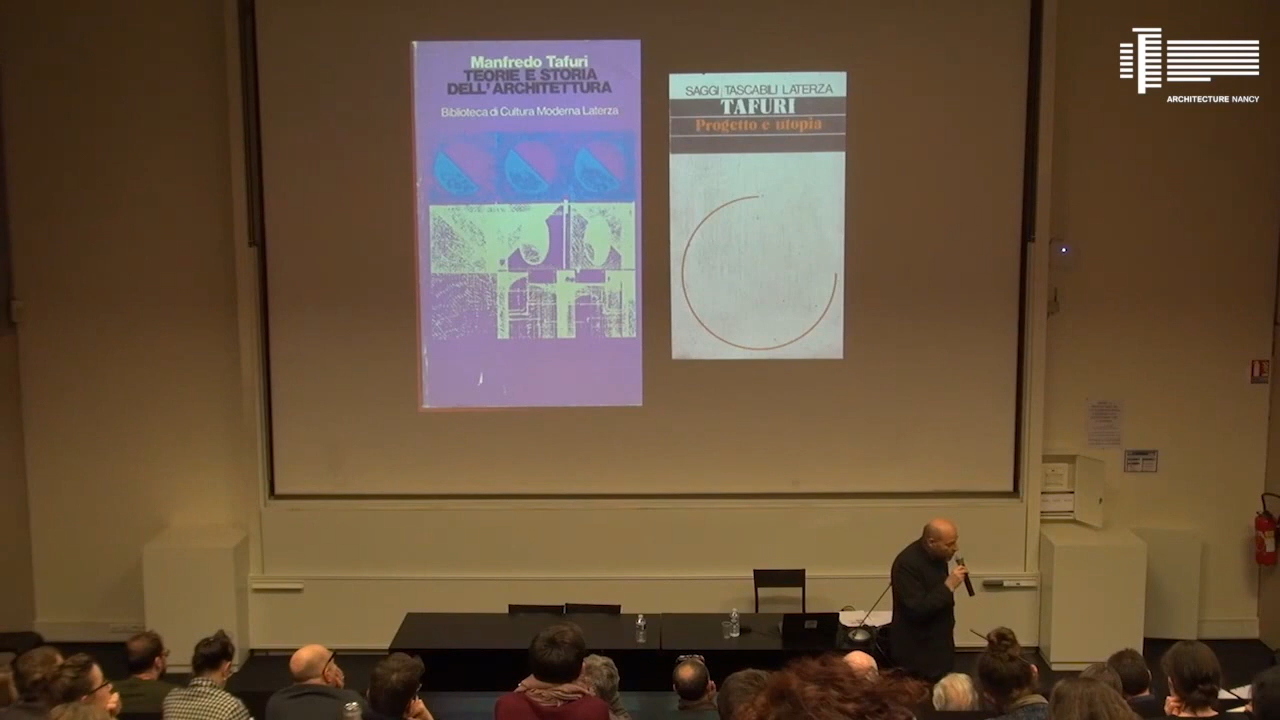 Manfredo Tafuri
TEORIE E STORIA
DELL'ARCHITETTURA
Biblioteca di Cultura Moderna Laterza
SAGGI TASCABILI LATERZA
TAFURI
Progetto e utopia
ARCHITECTURE NANCY